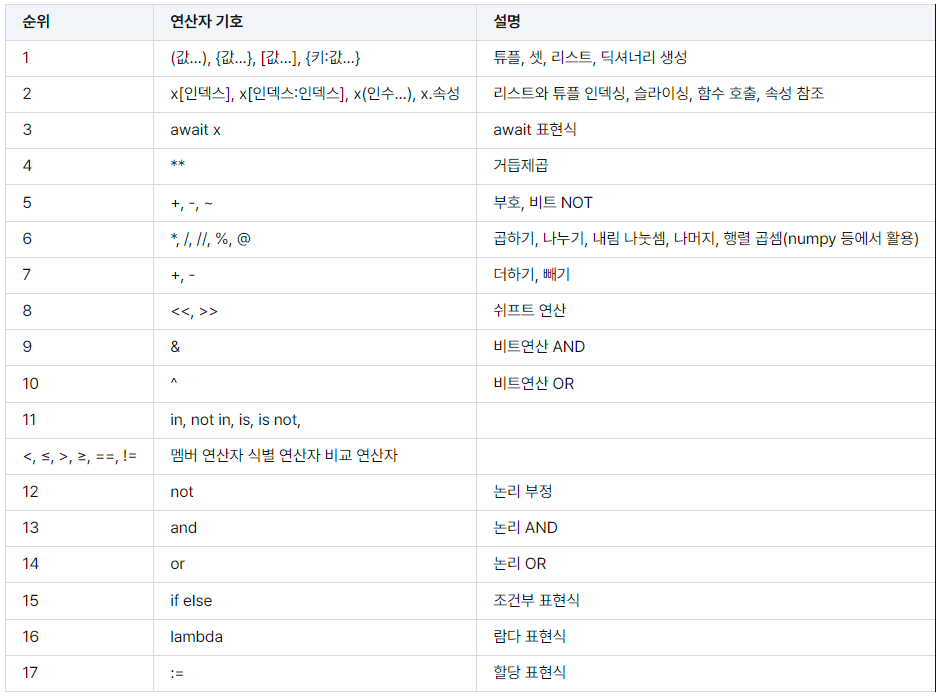 순위 연산자 기호 설명
1 (값...), {값...}, [값...], {키:값...} 튜플, 셋, 리스트, 딕셔너리 생성
2 x[인덱스], x[인덱스:인덱스], x(인수...), x.속성 리스트와 튜플 인덱싱, 슬라이싱, 함수 호출, 속성 참조
3 await x await 표현식
4 ** 거듭제곱
5 +, -, ~ 부호, 비트 NOT
6 *, /, //, %, @ 곱하기, 나누기, 내림 나눗셈, 나머지, 행렬 곱셈(numpy 등에서 활용)
7 +, - 더하기, 빼기
8 <<, >> 쉬프트 연산
9 & 비트연산 AND
10 ^ 비트연산 OR
11 in, not in, is, is not,
<, ≤, >, ≥, ==, != 멤버 연산자 식별 연산자 비교 연산자
12 not 논리 부정
13 and 논리 AND
14 or 논리 OR
15 if else 조건부 표현식
16 lambda 람다 표현식
17 := 할당 표현식